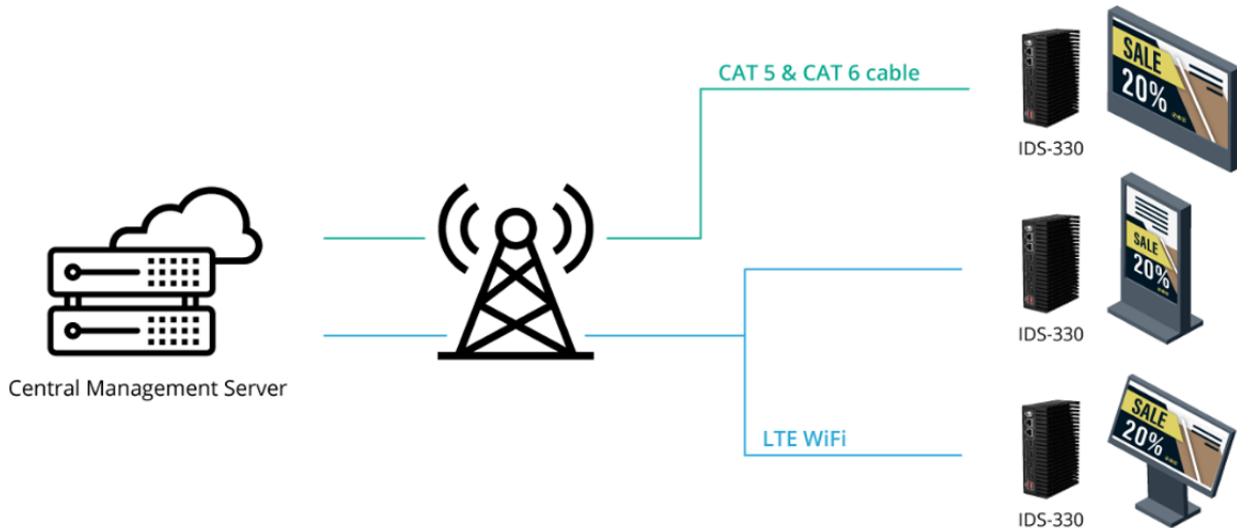 CAT 5 & CAT 6 cable
SALE
20%
IDS-330
SALE
20%
IDS-330
Central Management Server
LTE WiFi
SALE
20%
IDS-330